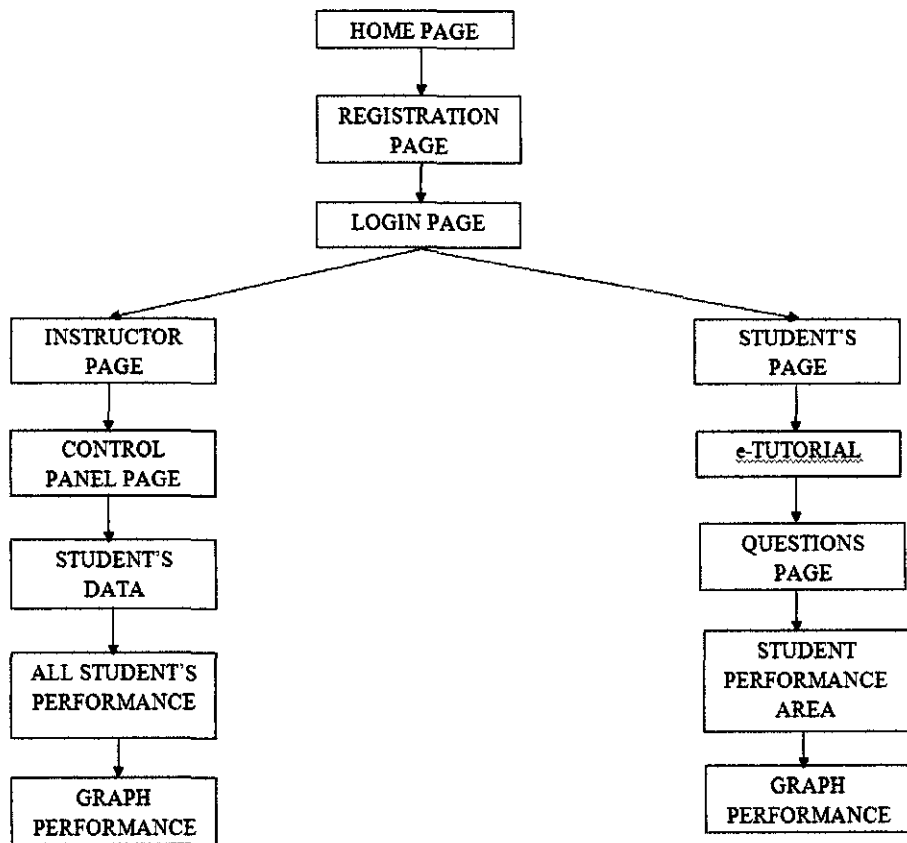 HOME PAGE
REGISTRATION
PAGE
LOGIN PAGE
INSTRUCTOR
PAGE
CONTROL
PANEL PAGE
STUDENT'S
DATA
ALL STUDENT'S
PERFORMANCE
GRAPH
PERFORMANCE
STUDENT'S
PAGE
e-TUTORIAL
QUESTIONS
PAGE
STUDENT
PERFORMANCE
AREA
GRAPH
PERFORMANCE